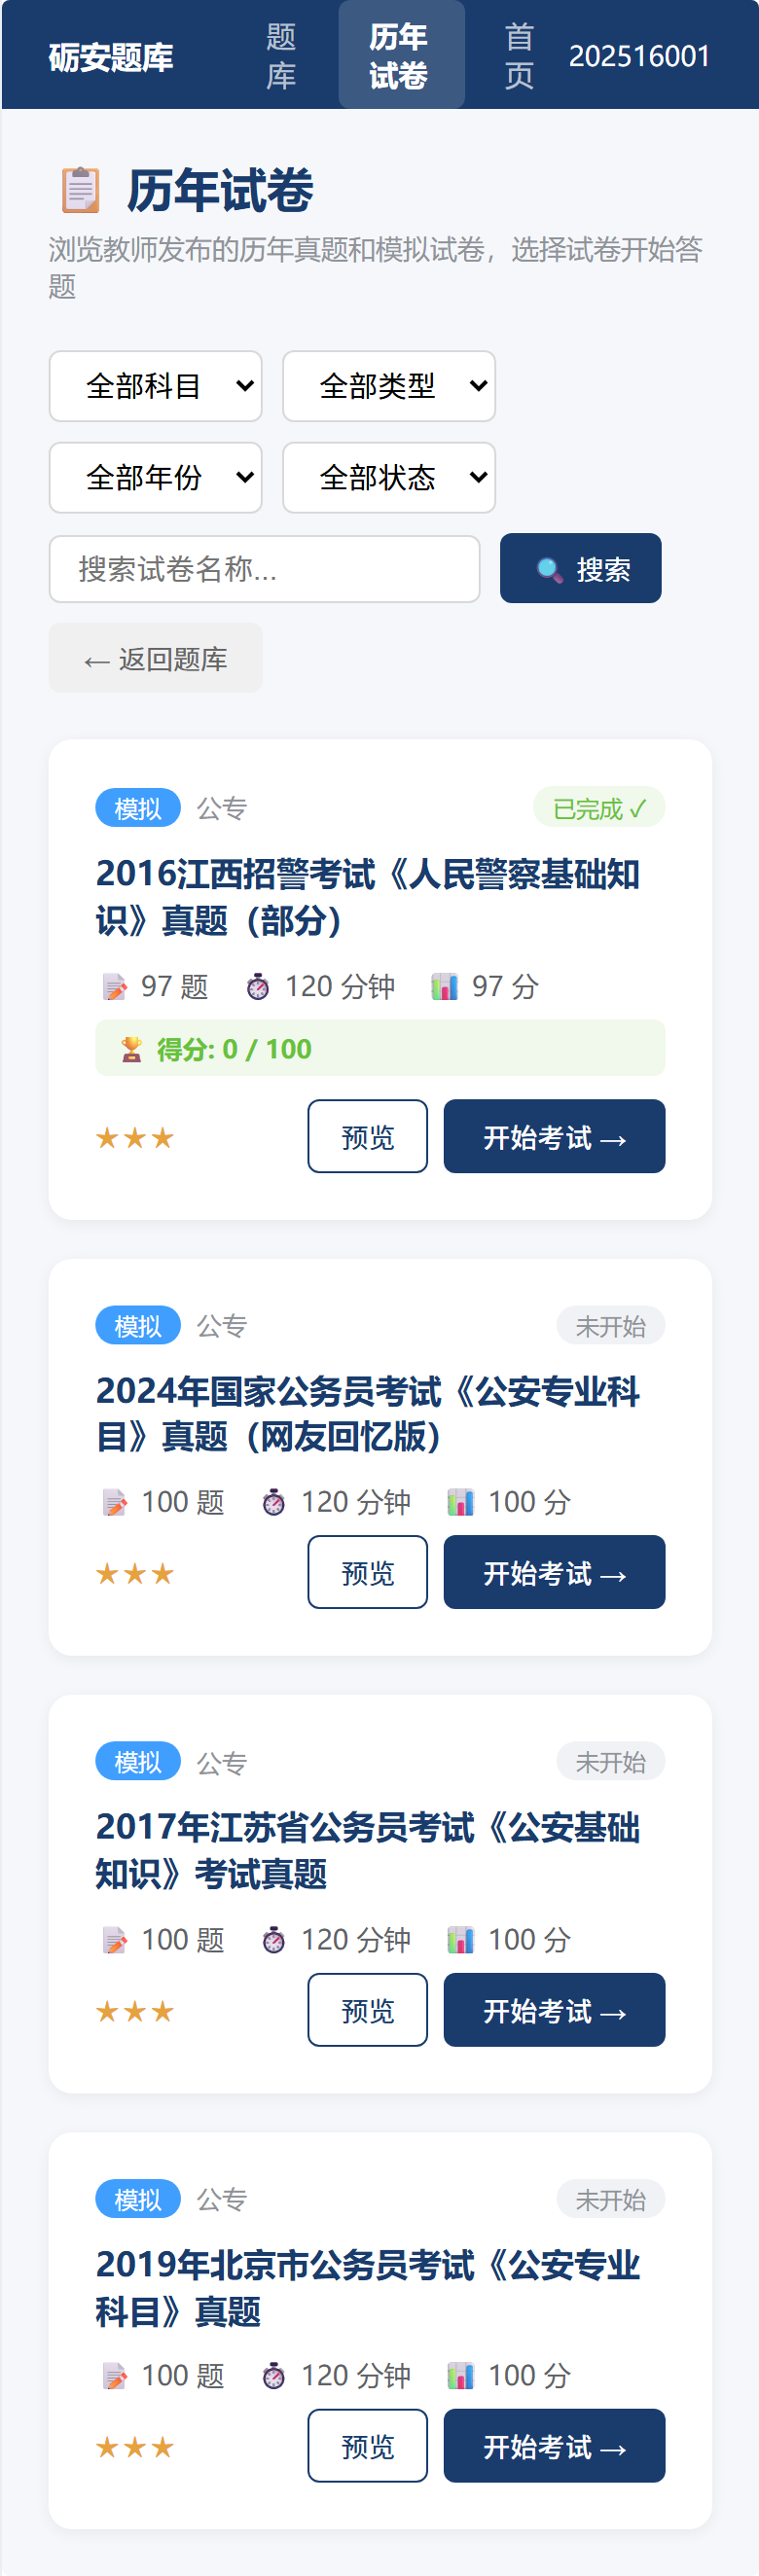 砺安题库
题库
历年试卷
首页
202516001
历年试卷
浏览教师发布的历年真题和模拟试卷，选择试卷开始答
题
全部科目
全部类型
全部年份
全部状态
搜索试卷名称...
搜索
← 返回题库
模拟 公专 已完成 ✓
2016江西招警考试《人民警察基础知
识》真题（部分）
97 题 120 分钟 97 分
得分: 0 / 100
★★★ 预览 开始考试 →
模拟 公专 未开始
2024年国家公务员考试《公安专业科
目》真题（网友回忆版）
100 题 120 分钟 100 分
★★★ 预览 开始考试 →
模拟 公专 未开始
2017年江苏省公务员考试《公安基础
知识》考试真题
100 题 120 分钟 100 分
★★★ 预览 开始考试 →
模拟 公专 未开始
2019年北京市公务员考试《公安专业
科目》真题
100 题 120 分钟 100 分
★★★ 预览 开始考试 →